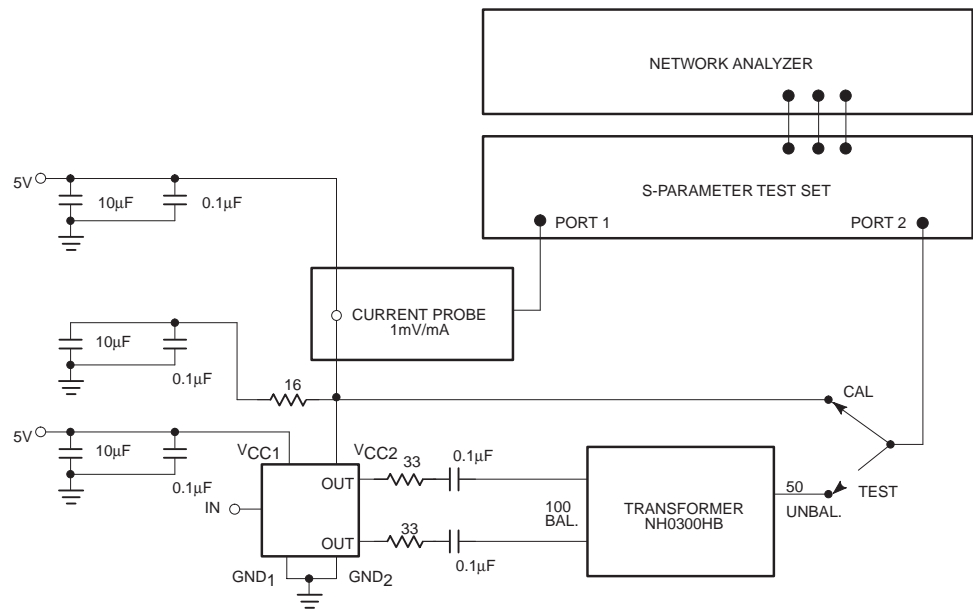 NETWORK ANALYZER
S-PARAMETER TEST SET
5V
10µF
0.1µF
PORT 1
PORT 2
CURRENT PROBE
1mV/mA
10µF
0.1µF
16
CAL
5V
10µF
0.1µF
VCC1
VCC2
33
0.1µF
OUT
IN
OUT
33
0.1µF
100
BAL.
TRANSFORMER
NH0300HB
50
UNBAL.
TEST
GND1
GND2